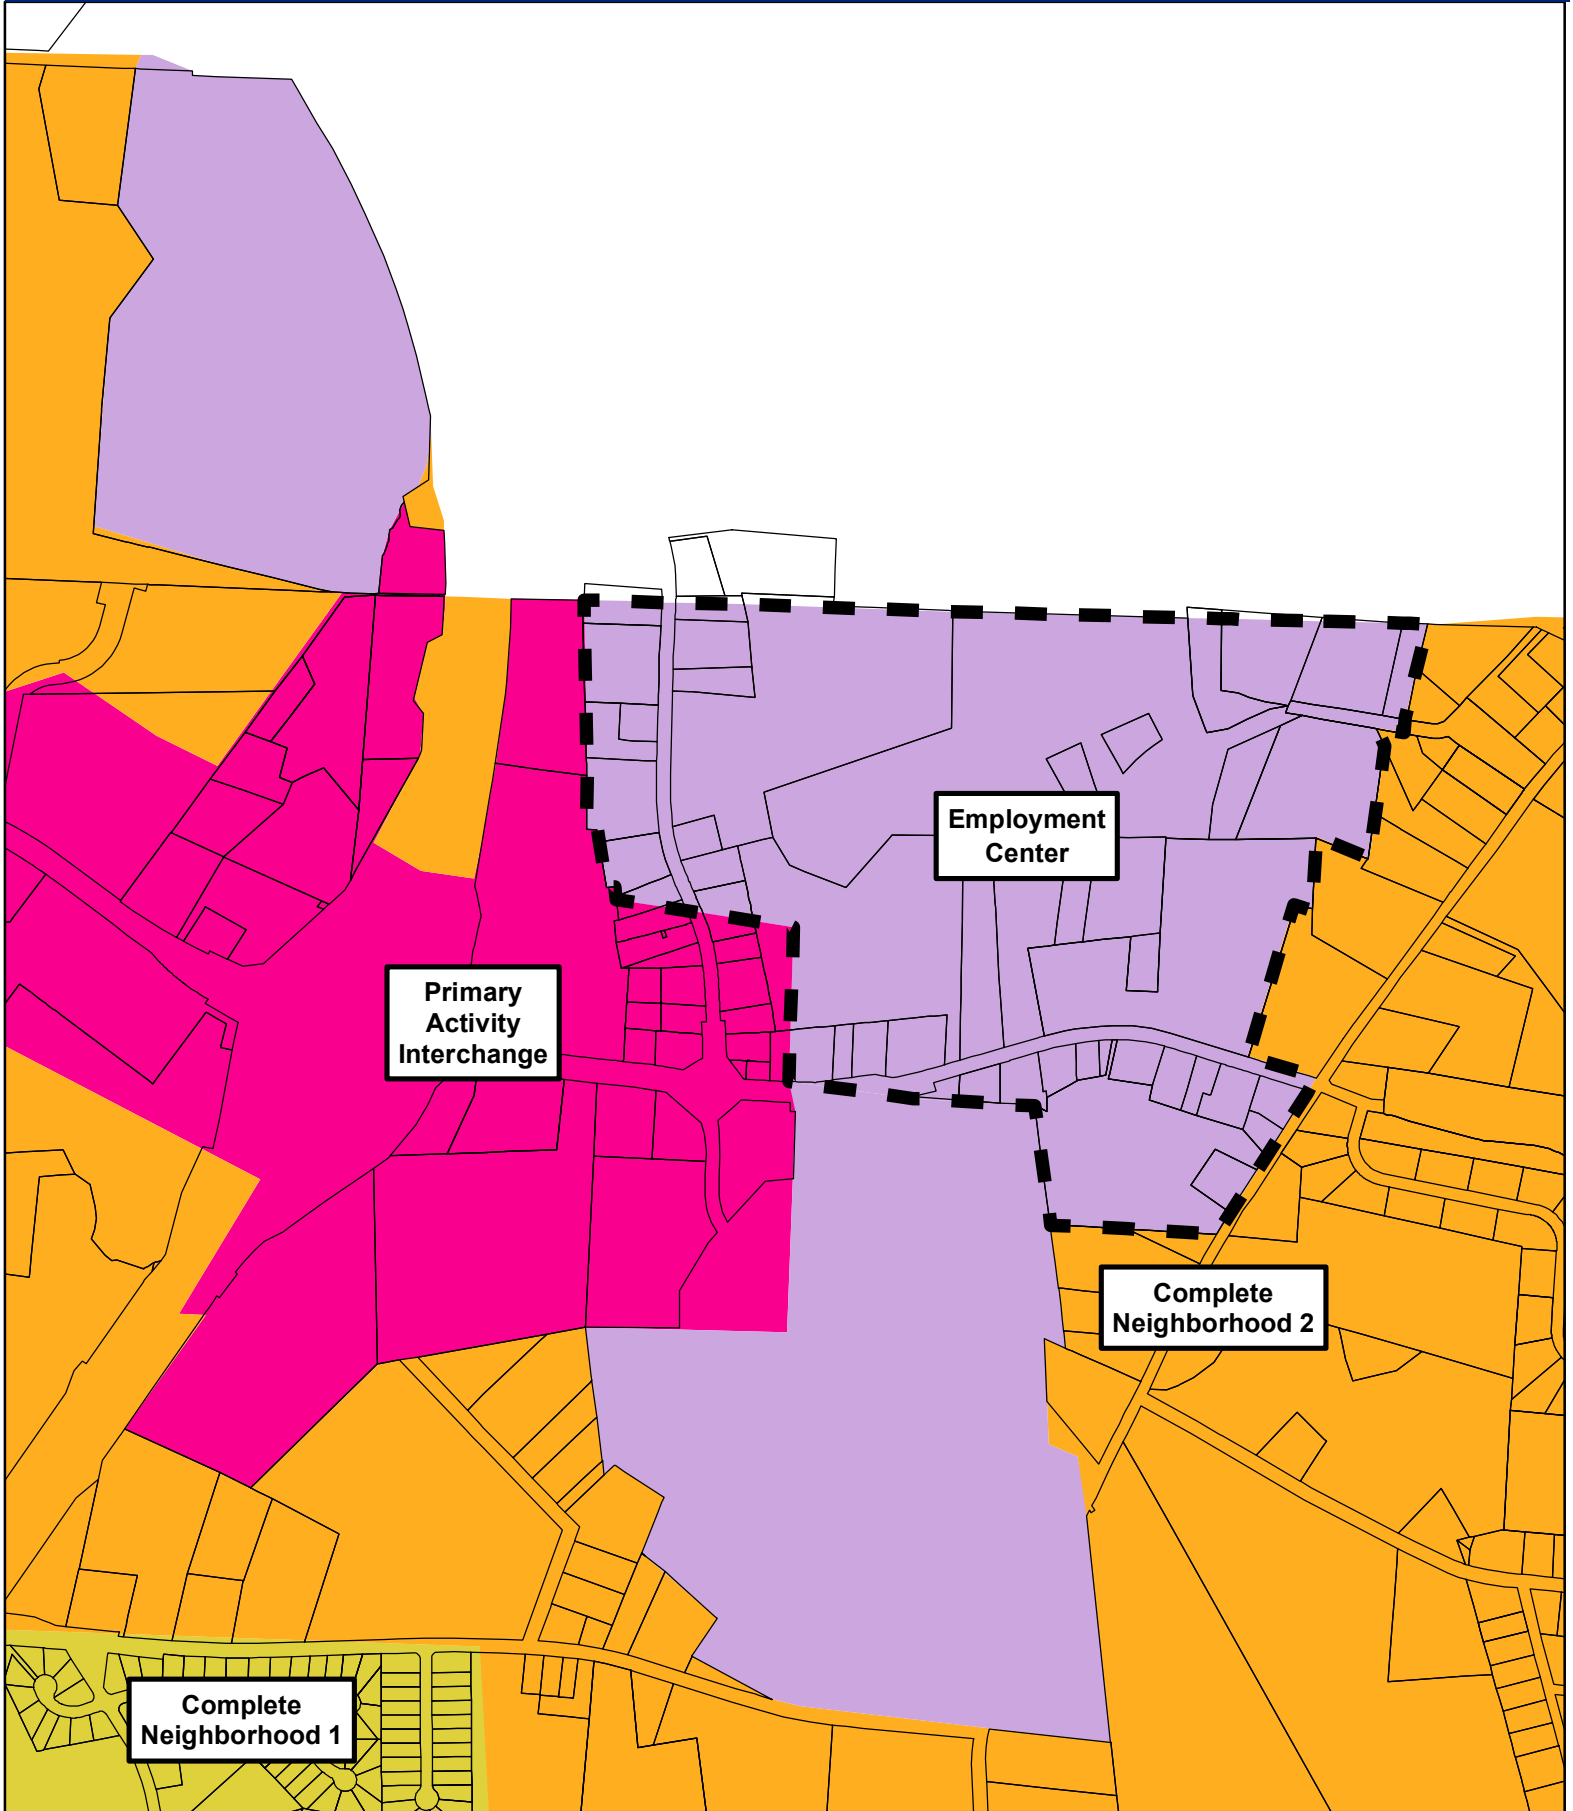 Employment
Center
Primary
Activity
Interchange
Complete
Neighborhood 2
Complete
Neighborhood 1